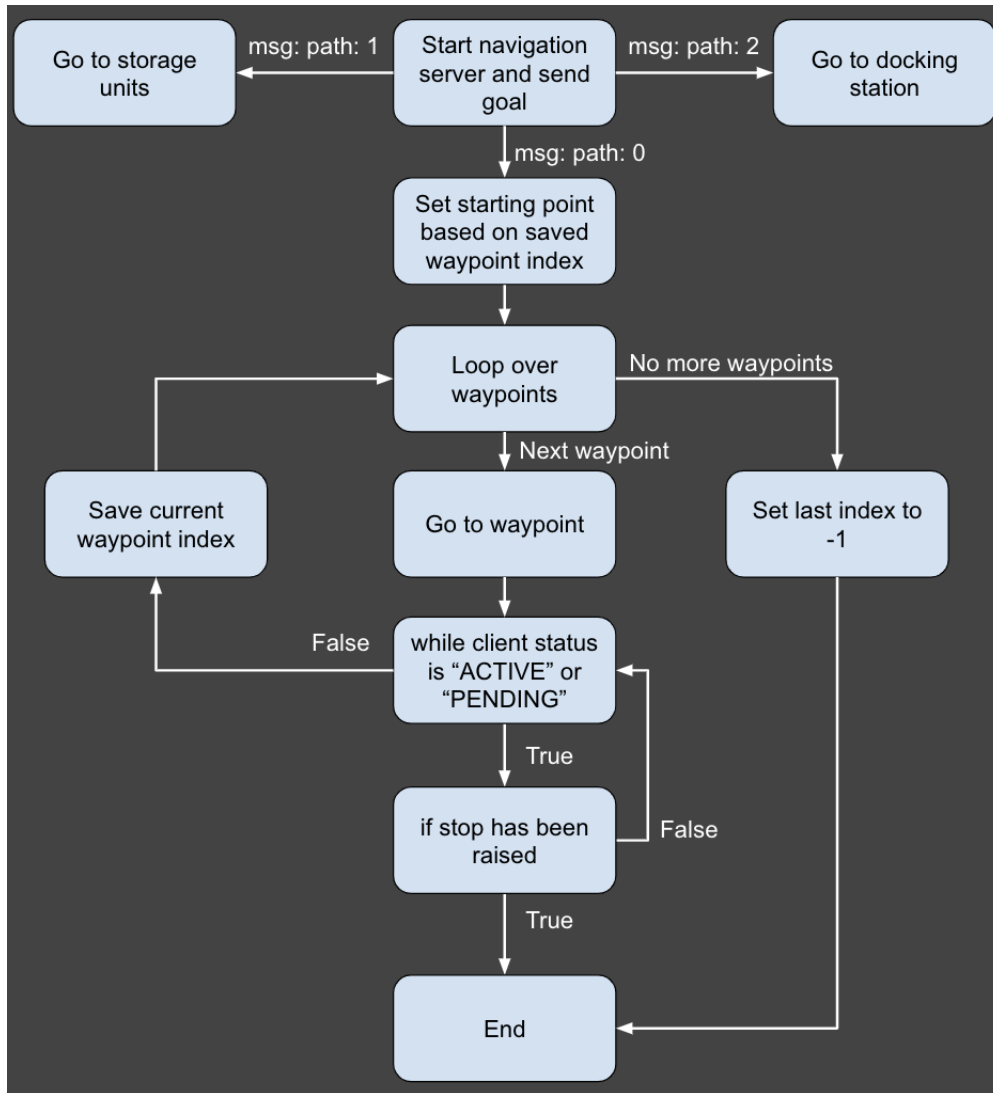 Go to storage
units
msg: path: 1
Start navigation
server and send
goal
msg: path: 2
Go to docking
station
msg: path: 0
Set starting point
based on saved
waypoint index
Loop over
waypoints
No more waypoints
Next waypoint
Save current
waypoint index
Go to waypoint
Set last index to
-1
False
while client status
is “ACTIVE” or
“PENDING”
True
if stop has been
raised
False
True
End